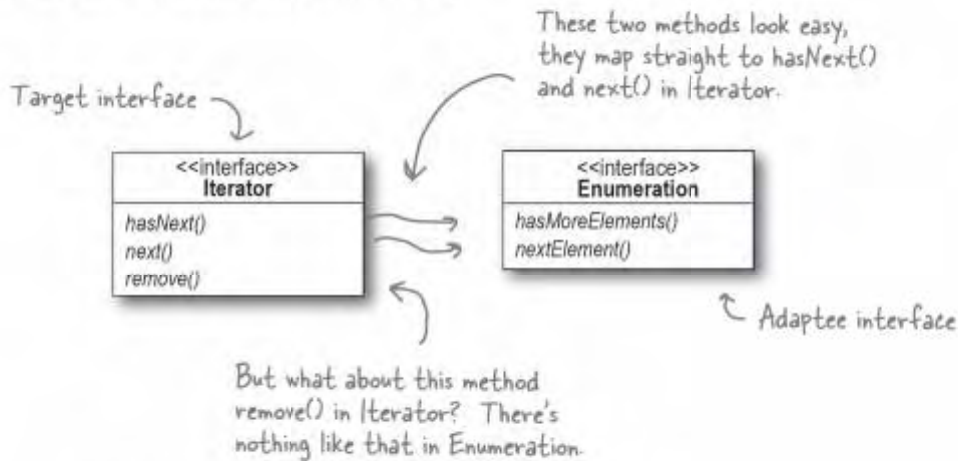 These two methods look easy,
they map straight to hasNext()
and next() in Iterator.
Target interface
<<interface>>
Iterator
hasNext()
next()
remove()
<<interface>>
Enumeration
hasMoreElements()
nextElement()
Adaptee interface
But what about this method
remove() in Iterator? There's
nothing like that in Enumeration.